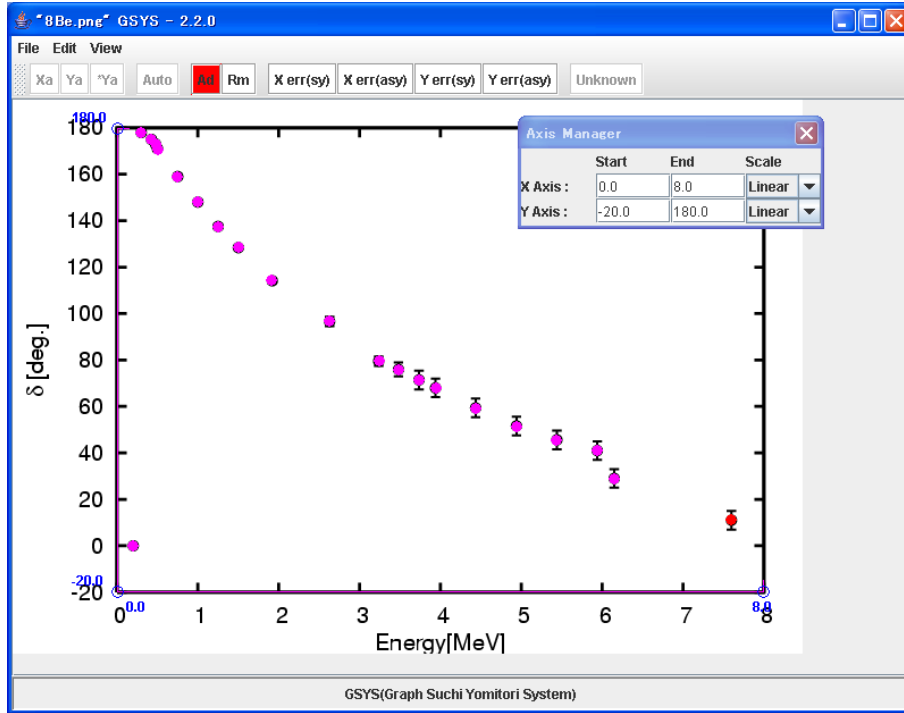 "8Be.png" GSYS - 2.2.0
File Edit View
Xa Ya *Ya Auto Ad Rm X err(sy) X err(asy) Y err(sy) Y err(asy) Unknown
180.0
180
160
140
120
100
80
60
40
20
0
-20.0
-20
δ [deg.]
Axis Manager
Start End Scale
X Axis : 0.0 8.0 Linear
Y Axis : -20.0 180.0 Linear
0.0 8.0
0 1 2 3 4 5 6 7 8
Energy[MeV]
GSYS(Graph Suchi Yomitori System)